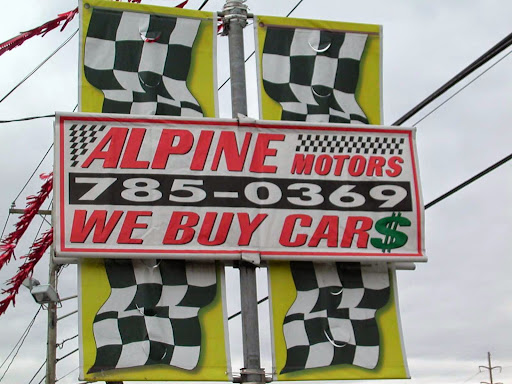 ALPINE MOTORS
785-0369
WE BUY CAR$